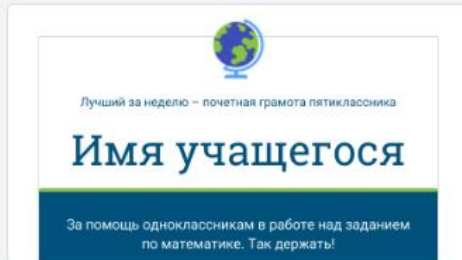 Лучший за неделю – почетная грамота пятиклассника
Имя учащегося
За помощь одноклассникам в работе над заданием
по математике. Так держать!